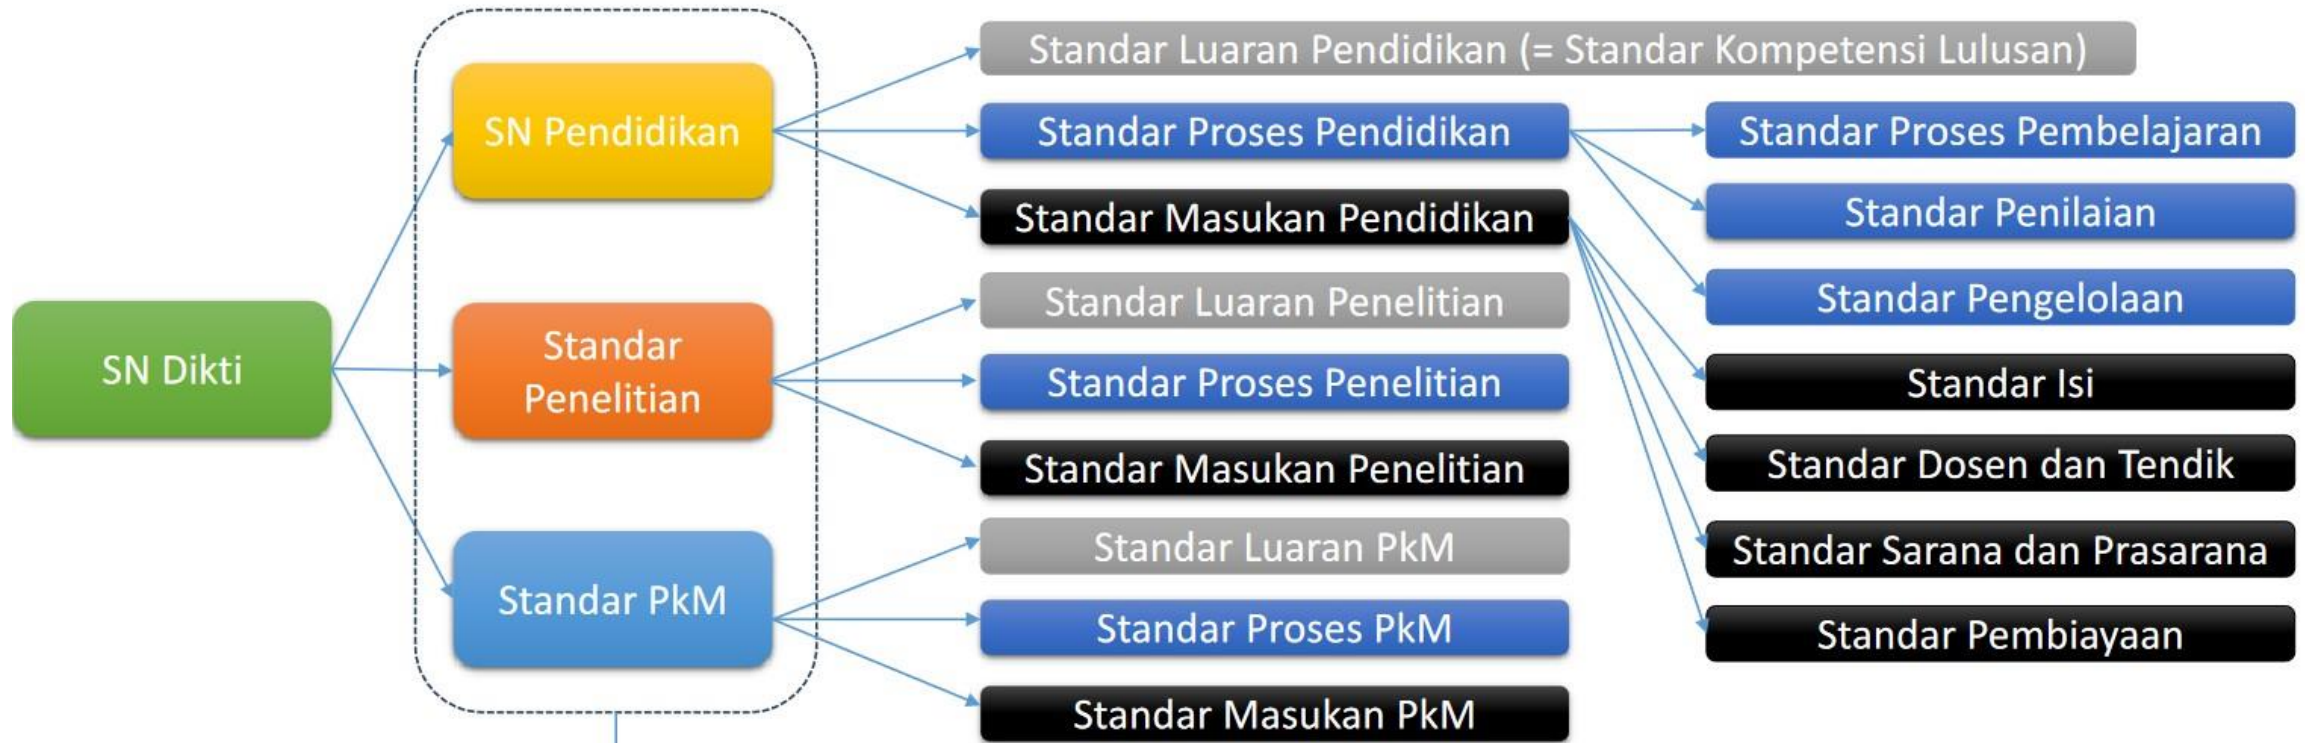 SN Dikti
SN Pendidikan
Standar
Penelitian
Standar PkM
Standar Luaran Pendidikan (= Standar Kompetensi Lulusan)
Standar Proses Pendidikan
Standar Masukan Pendidikan
Standar Luaran Penelitian
Standar Proses Penelitian
Standar Masukan Penelitian
Standar Luaran PkM
Standar Proses PkM
Standar Masukan PkM
Standar Proses Pembelajaran
Standar Penilaian
Standar Pengelolaan
Standar Isi
Standar Dosen dan Tendik
Standar Sarana dan Prasarana
Standar Pembiayaan